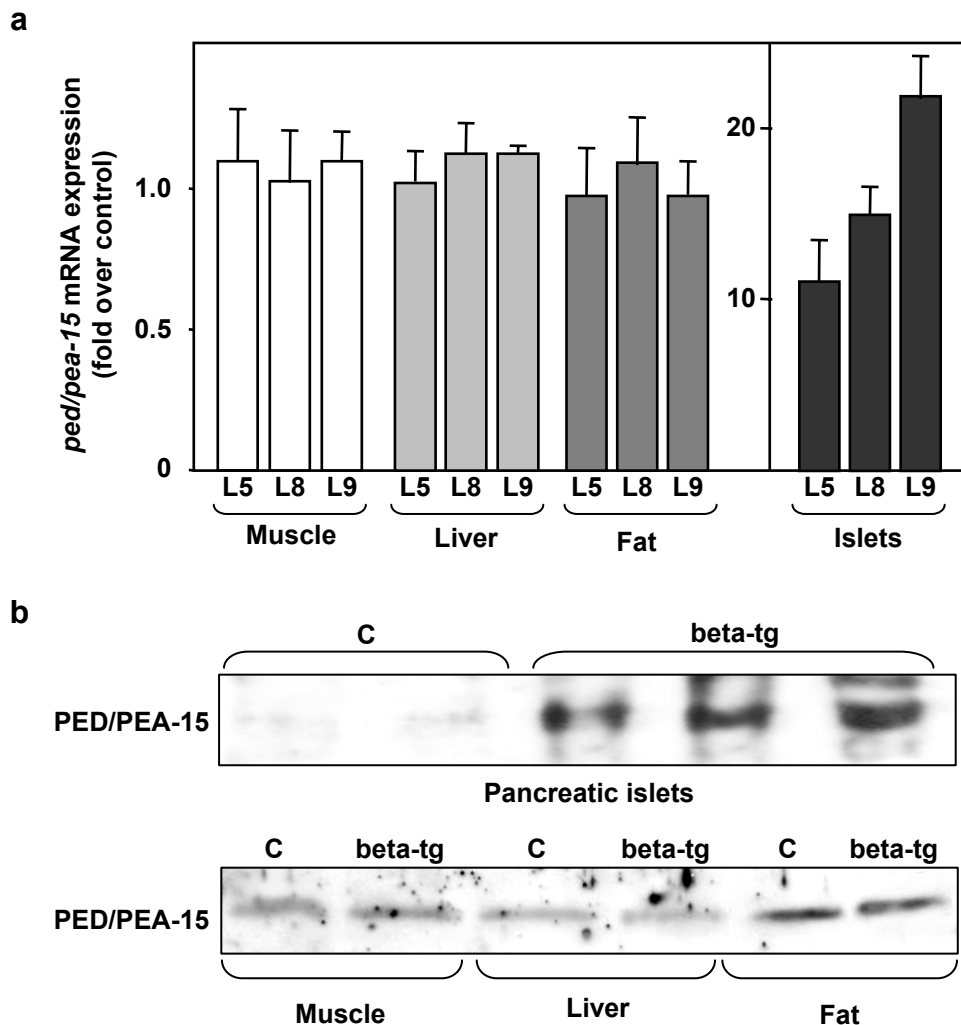 a
ped/pea-15 mRNA expression
(fold over control)
1.0
0.5
0
20
10
L5 L8 L9 L5 L8 L9 L5 L8 L9 L5 L8 L9
Muscle Liver Fat Islets
b
C beta-tg
PED/PEA-15
Pancreatic islets
C beta-tg C beta-tg C beta-tg
PED/PEA-15
Muscle Liver Fat